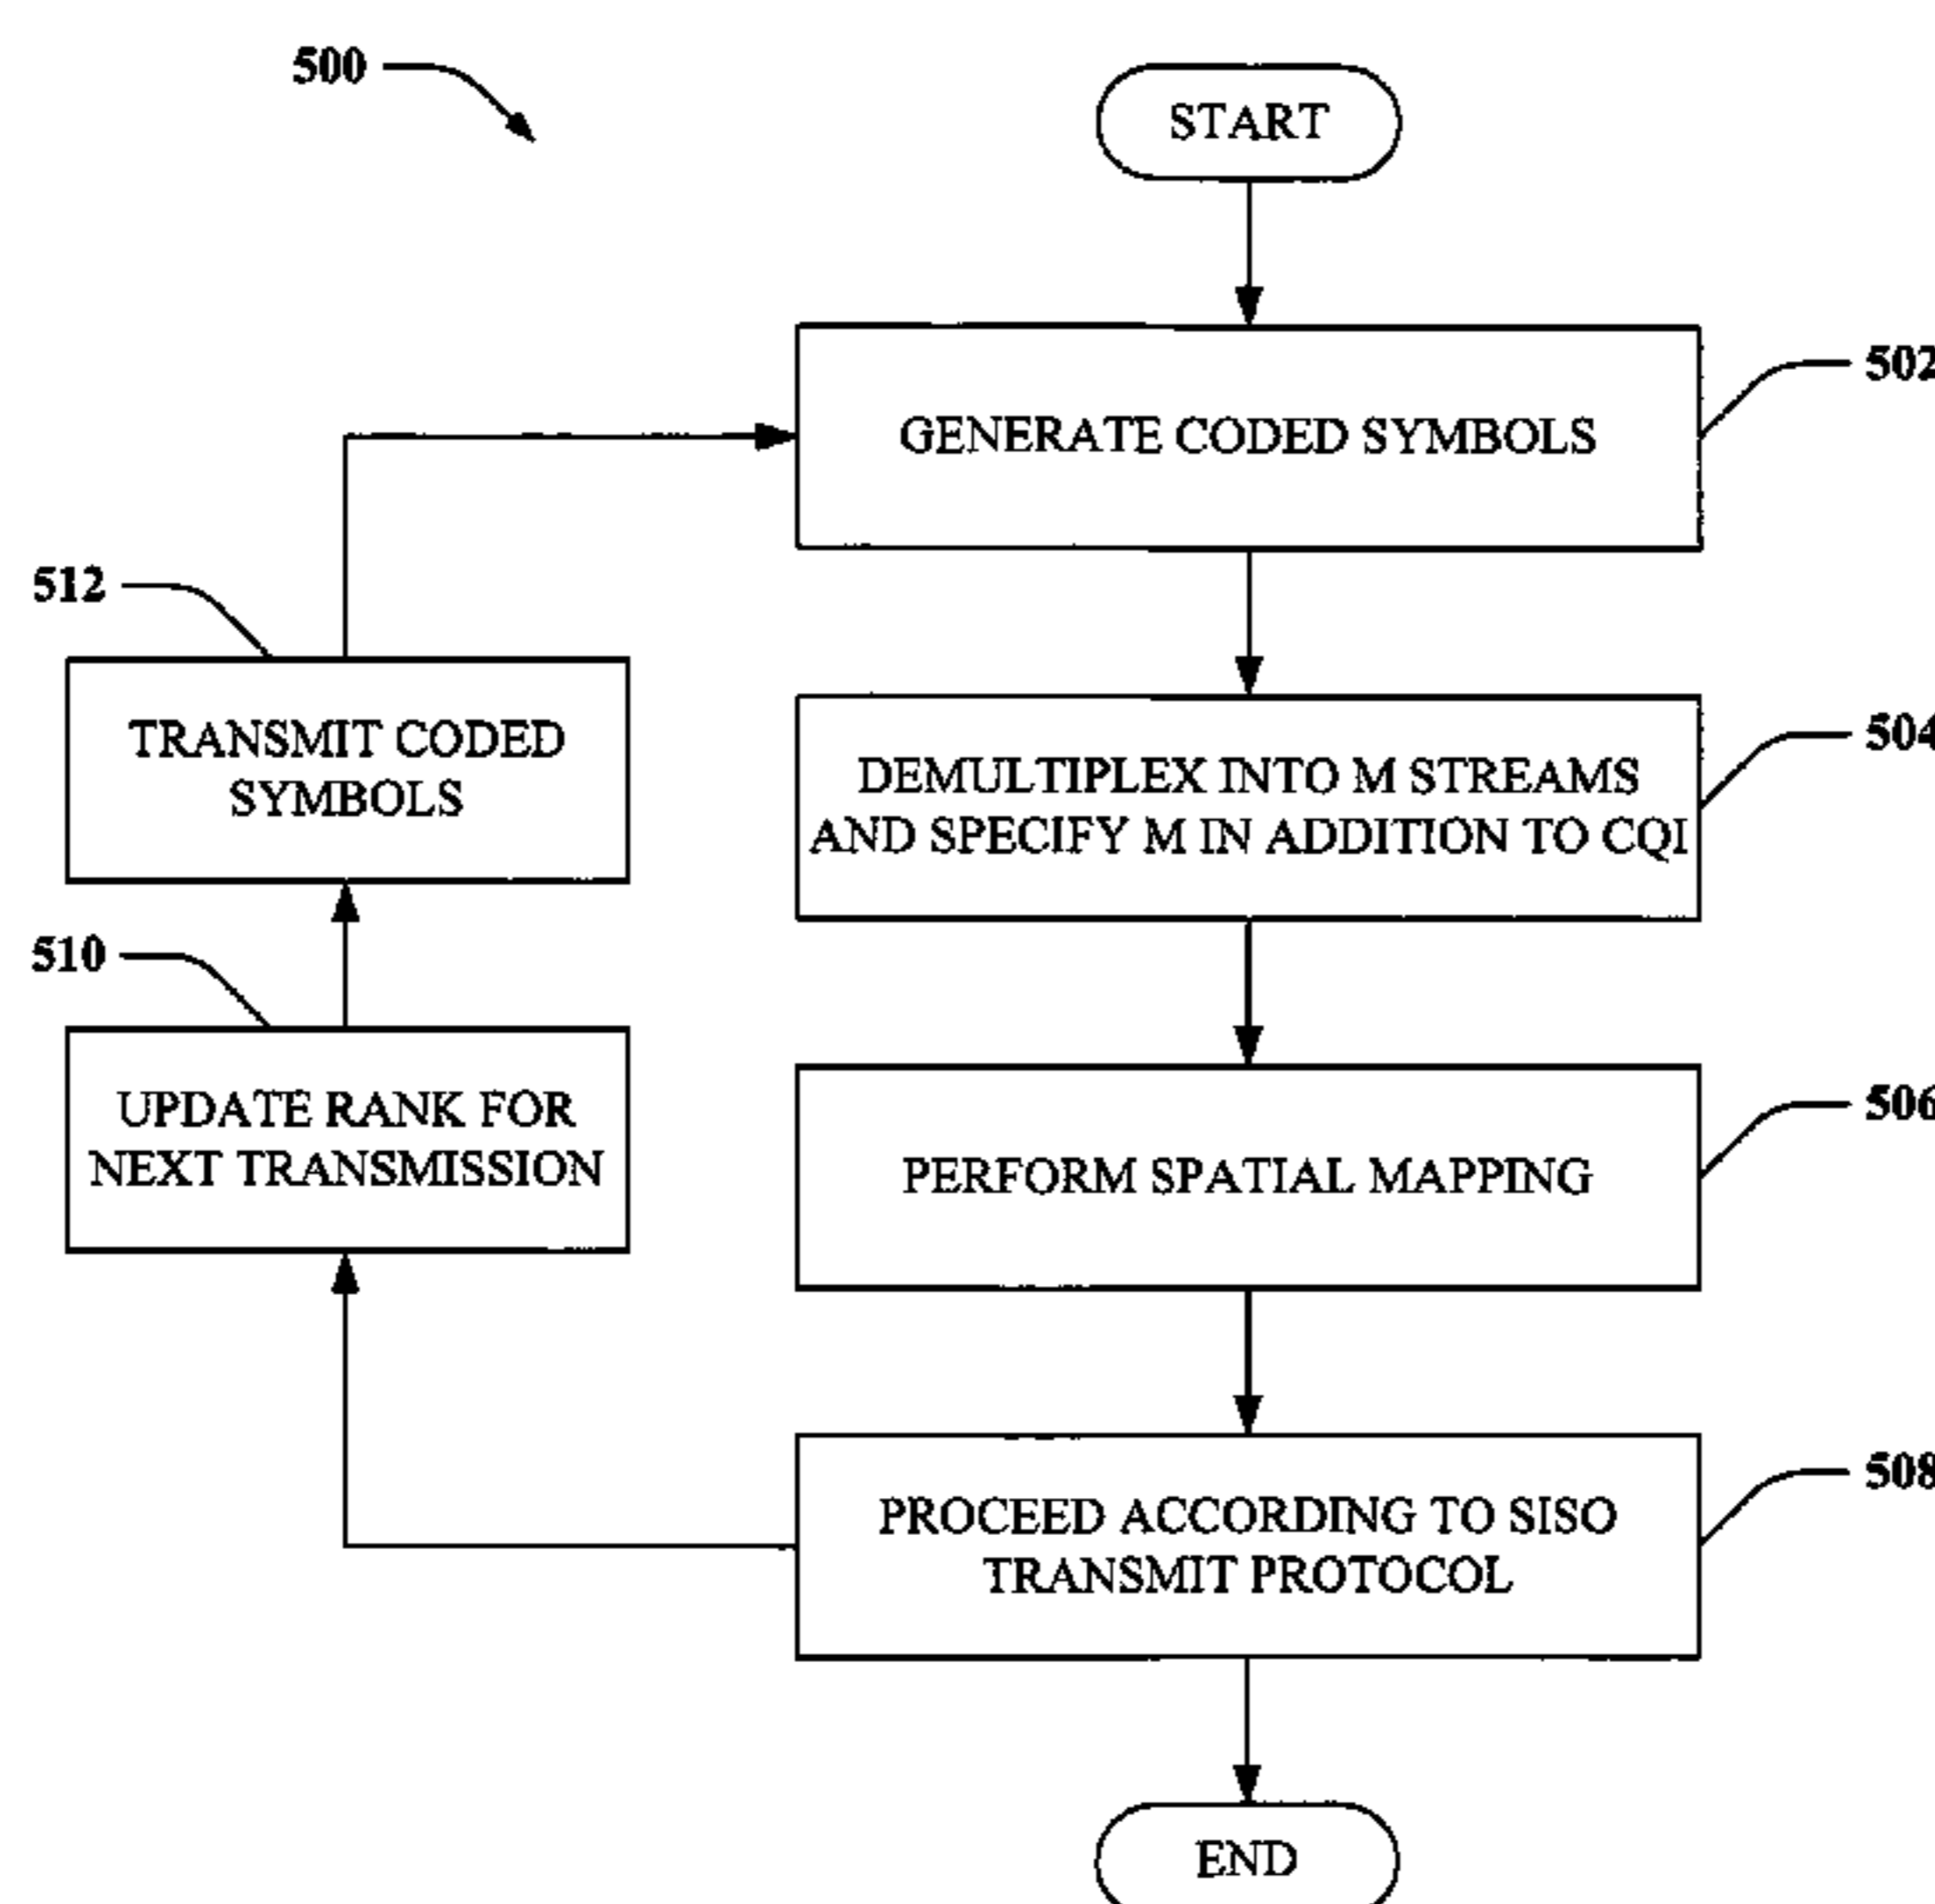 500
START
502
GENERATE CODED SYMBOLS
512
504
TRANSMIT CODED
SYMBOLS
DEMULTIPLEX INTO M STREAMS
AND SPECIFY M IN ADDITION TO CQI
510
506
UPDATE RANK FOR
NEXT TRANSMISSION
PERFORM SPATIAL MAPPING
508
PROCEED ACCORDING TO SISO
TRANSMIT PROTOCOL
END